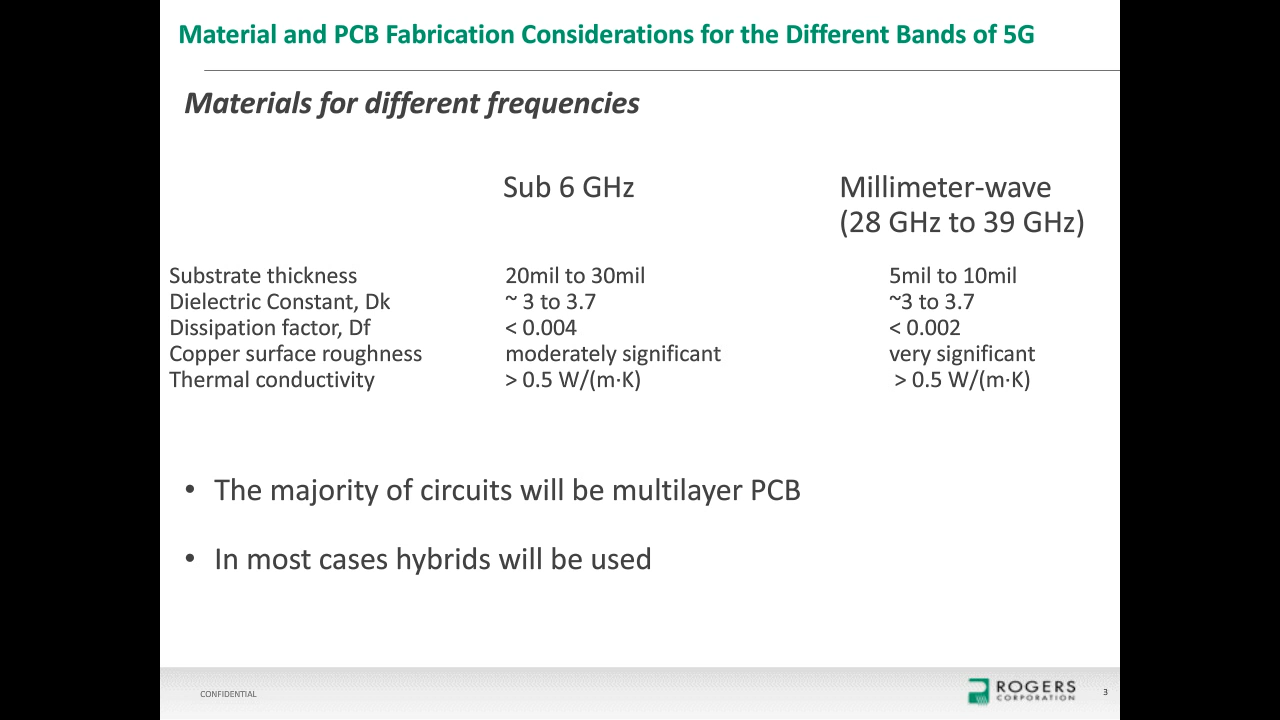 Material and PCB Fabrication Considerations for the Different Bands of 5G
Materials for different frequencies
Sub 6 GHz
Millimeter-wave
(28 GHz to 39 GHz)
Substrate thickness 20mil to 30mil 5mil to 10mil
Dielectric Constant, Dk ~ 3 to 3.7 ~3 to 3.7
Dissipation factor, Df < 0.004 < 0.002
Copper surface roughness moderately significant very significant
Thermal conductivity > 0.5 W/(m·K) > 0.5 W/(m·K)
• The majority of circuits will be multilayer PCB
• In most cases hybrids will be used
CONFIDENTIAL
ROGERS
CORPORATION
3